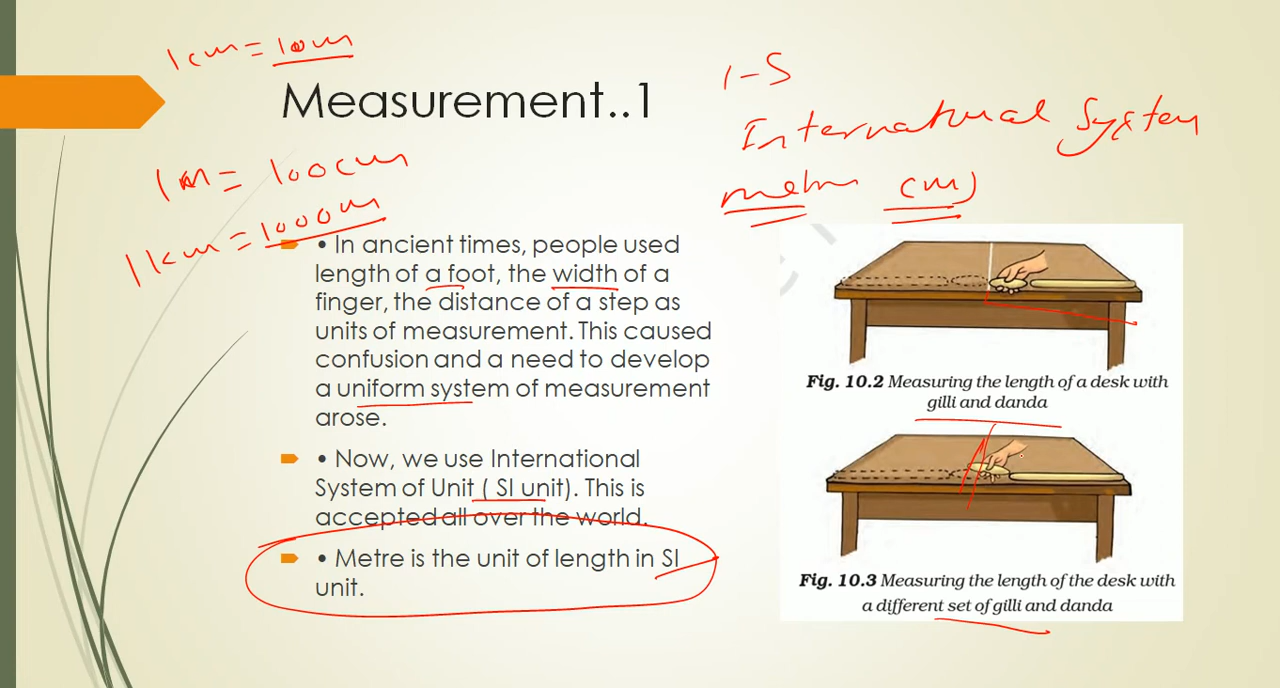 1cm = 10m
Measurement..1
1-S
International System
metre (m)
1m = 100cm
1km = 1000m
• In ancient times, people used
length of a foot, the width of a
finger, the distance of a step as
units of measurement. This caused
confusion and a need to develop
a uniform system of measurement
arose.
• Now, we use International
System of Unit ( SI unit). This is
accepted all over the world.
• Metre is the unit of length in SI
unit.
Fig. 10.2 Measuring the length of a desk with
gilli and danda
Fig. 10.3 Measuring the length of the desk with
a different set of gilli and danda